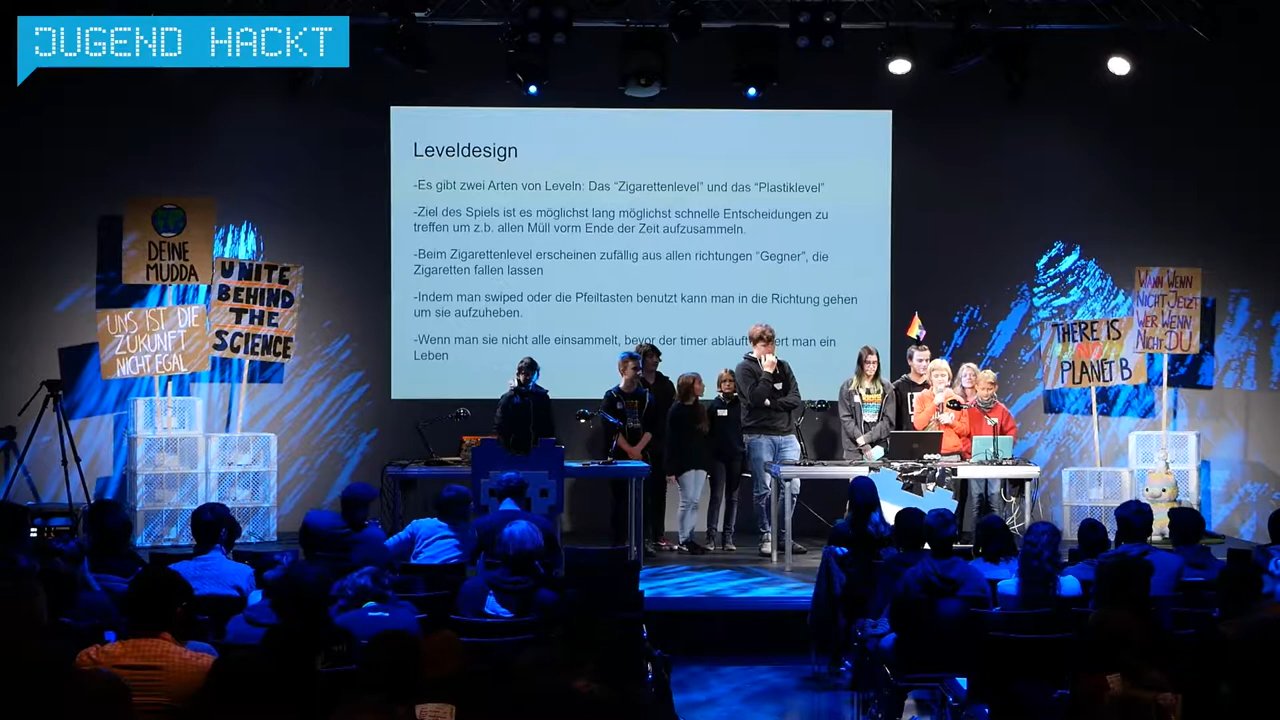 JUGEND HACKT
Leveldesign
-Es gibt zwei Arten von Leveln: Das “Zigarettenlevel” und das “Plastiklevel”
-Ziel des Spiels ist es möglichst lang möglichst schnelle Entscheidungen zu
treffen um z.b. allen Müll vorm Ende der Zeit aufzusammeln.
-Beim Zigarettenlevel erscheinen zufällig aus allen richtungen “Gegner”, die
Zigaretten fallen lassen
-Indem man swiped oder die Pfeiltasten benutzt kann man in die Richtung gehen
um sie aufzuheben.
-Wenn man sie nicht alle einsammelt, bevor der timer abläuft man ein
Leben
DEINE
MUDDA
UNITE
BEHIND
THE
SCIENCE
UNS IST DIE
ZUKUNFT
NICHT EGAL
WANN WENN
NICHT JETZT
WER WENN
NICHT DU
THERE IS
NO
PLANET B